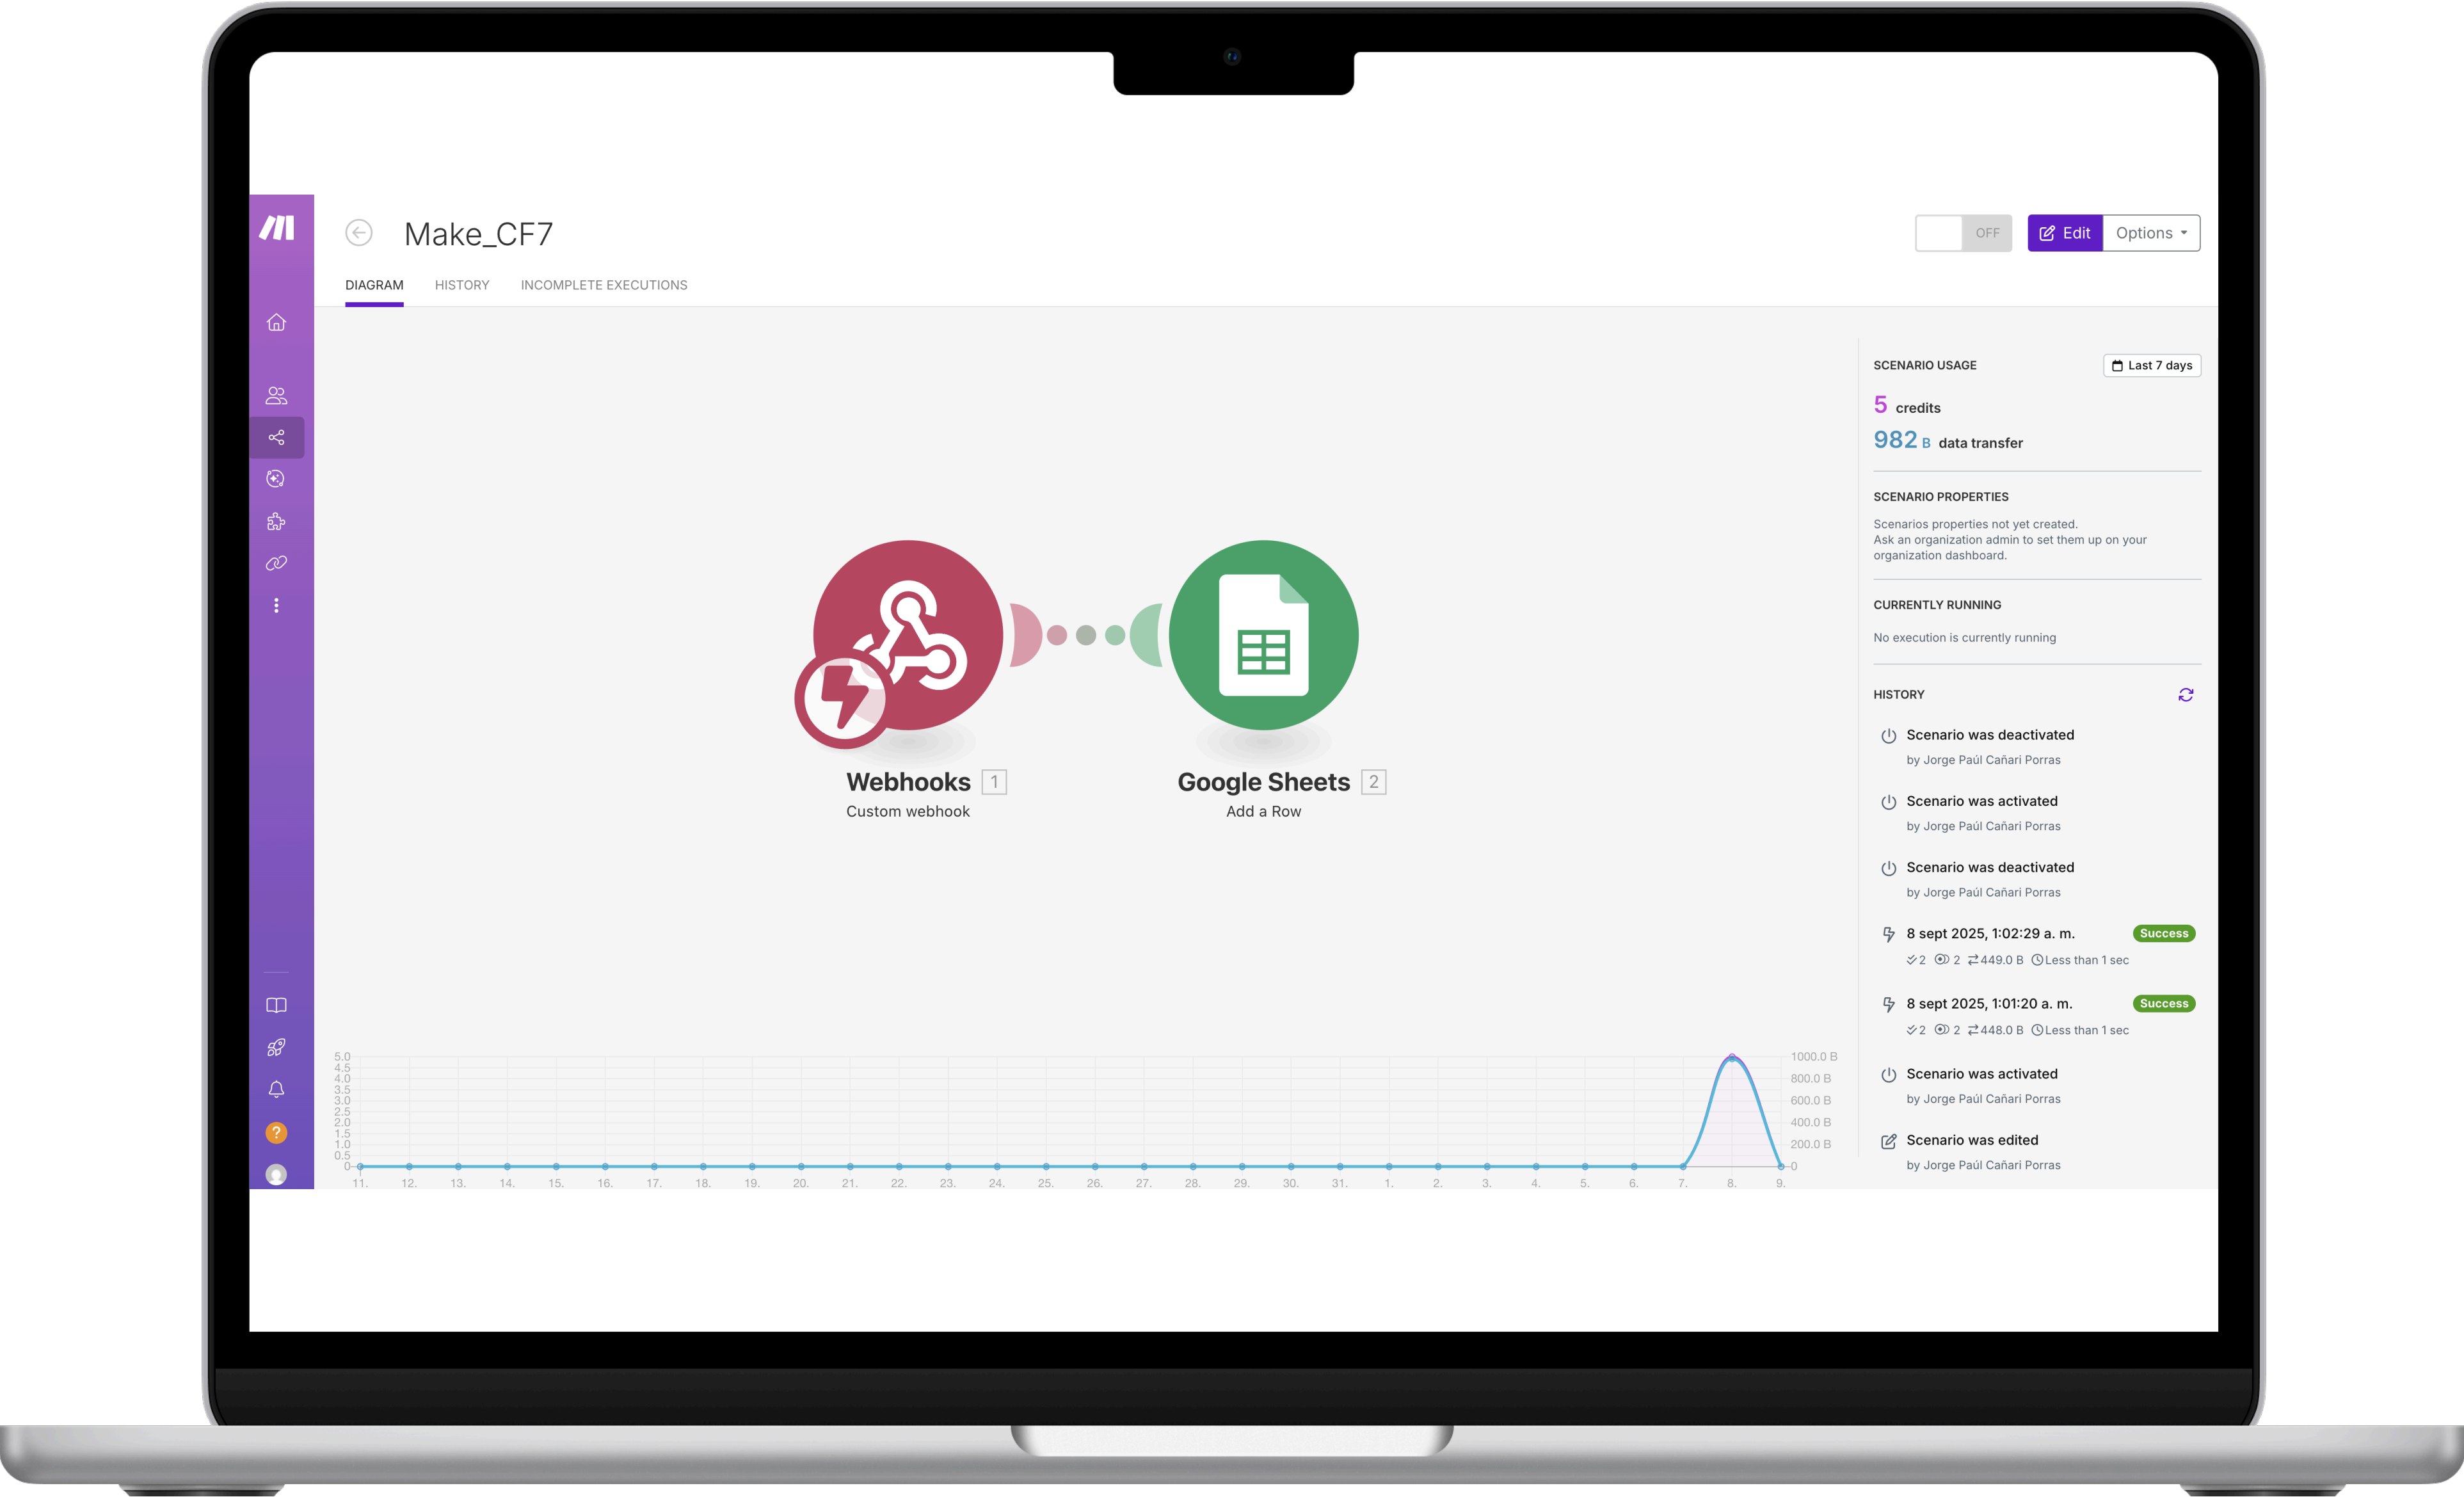 Make_CF7
OFF
Edit
Options
DIAGRAM
HISTORY
INCOMPLETE EXECUTIONS
SCENARIO USAGE
Last 7 days
5 credits
982 B data transfer
SCENARIO PROPERTIES
Scenarios properties not yet created.
Ask an organization admin to set them up on your
organization dashboard.
CURRENTLY RUNNING
No execution is currently running
HISTORY
Scenario was deactivated
by Jorge Paúl Cañari Porras
Scenario was activated
by Jorge Paúl Cañari Porras
Scenario was deactivated
by Jorge Paúl Cañari Porras
8 sept 2025, 1:02:29 a. m. Success
2 2 449.0 B Less than 1 sec
8 sept 2025, 1:01:20 a. m. Success
2 2 448.0 B Less than 1 sec
Scenario was activated
by Jorge Paúl Cañari Porras
Scenario was edited
by Jorge Paúl Cañari Porras
Webhooks 1
Custom webhook
Google Sheets 2
Add a Row
5.0
4.5
4.0
3.5
3.0
2.5
2.0
1.5
1.0
0.5
0
1000.0 B
800.0 B
600.0 B
400.0 B
200.0 B
0
11. 12. 13. 14. 15. 16. 17. 18. 19. 20. 21. 22. 23. 24. 25. 26. 27. 28. 29. 30. 31. 1. 2. 3. 4. 5. 6. 7. 8. 9.
?